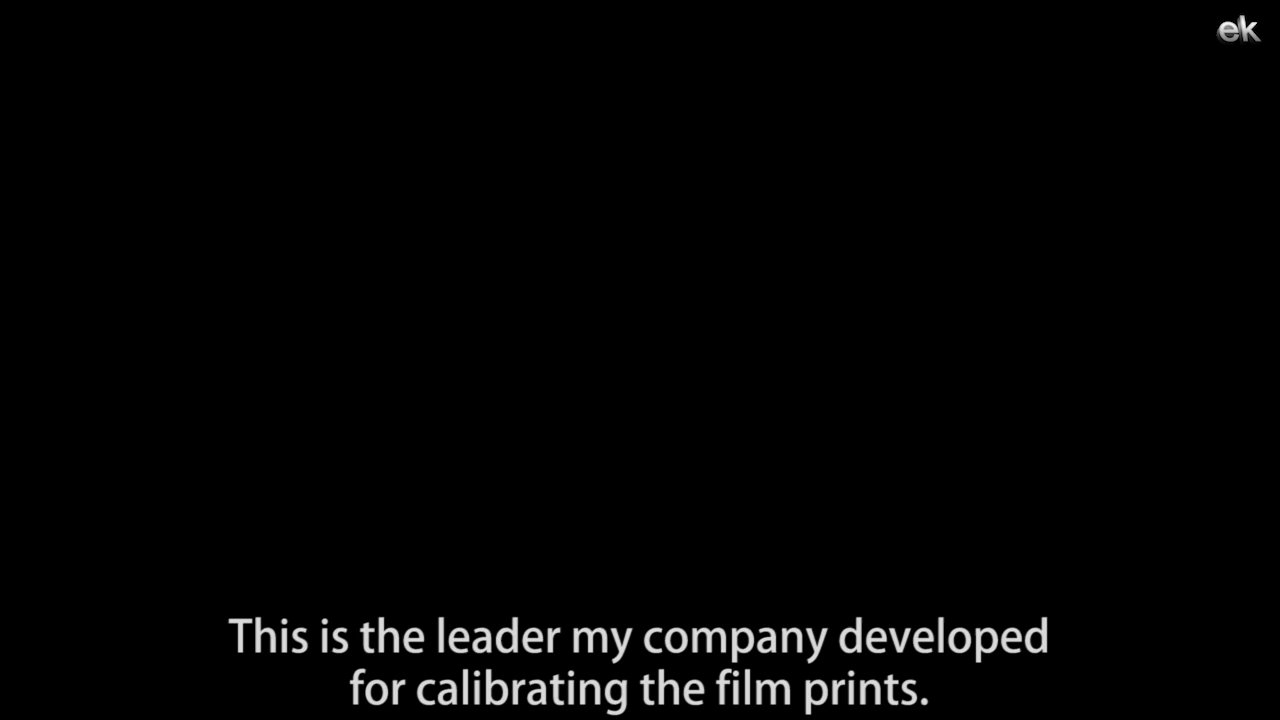 ek
This is the leader my company developed
for calibrating the film prints.